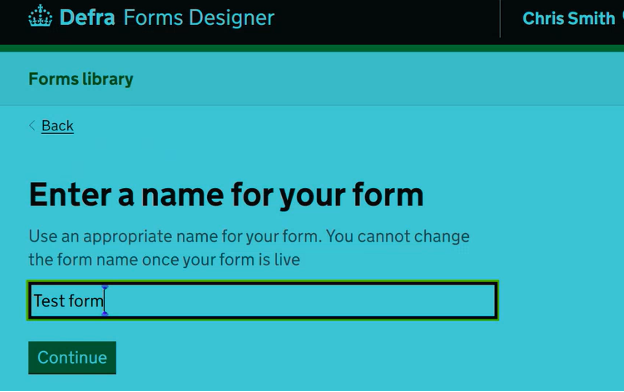 Defra Forms Designer
Chris Smith
Forms library
Back
Enter a name for your form
Use an appropriate name for your form. You cannot change
the form name once your form is live
Test form
Continue